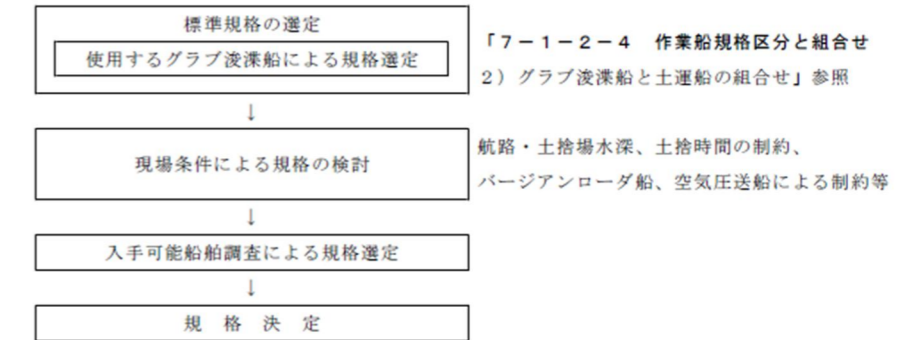 標準規格の選定
使用するグラブ浚渫船による規格選定
「7-1-2-4 作業船規格区分と組合せ
2)グラブ浚渫船と土運船の組合せ」参照
↓
現場条件による規格の検討
航路・土捨場水深、土捨時間の制約、
バージアンローダ船、空気圧送船による制約等
↓
入手可能船舶調査による規格選定
↓
規 格 決 定